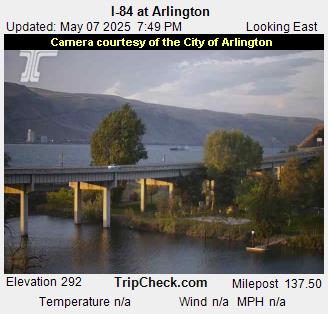 I-84 at Arlington
Updated: May 07 2025 7:49 PM Looking East
Camera courtesy of the City of Arlington
Elevation 292 TripCheck.com Milepost 137.50
Temperature n/a Wind n/a MPH n/a